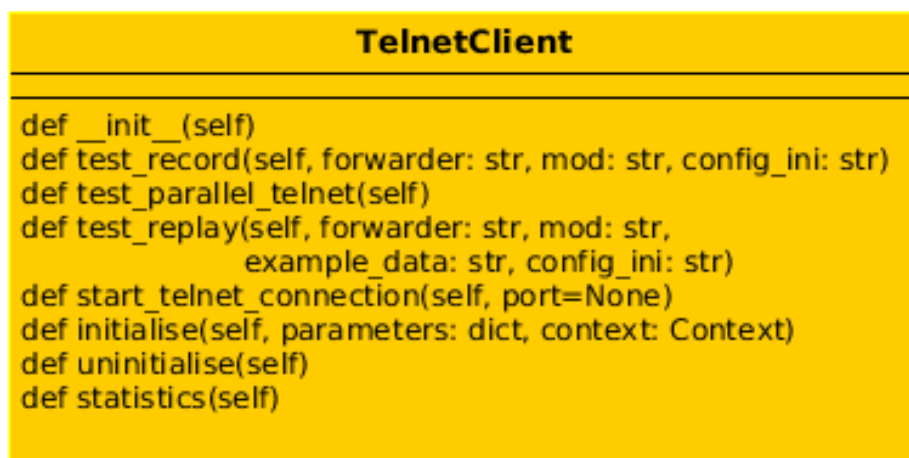 TelnetClient
def __init__(self)
def test_record(self, forwarder: str, mod: str, config_ini: str)
def test_parallel_telnet(self)
def test_replay(self, forwarder: str, mod: str,
example_data: str, config_ini: str)
def start_telnet_connection(self, port=None)
def initialise(self, parameters: dict, context: Context)
def uninitialise(self)
def statistics(self)